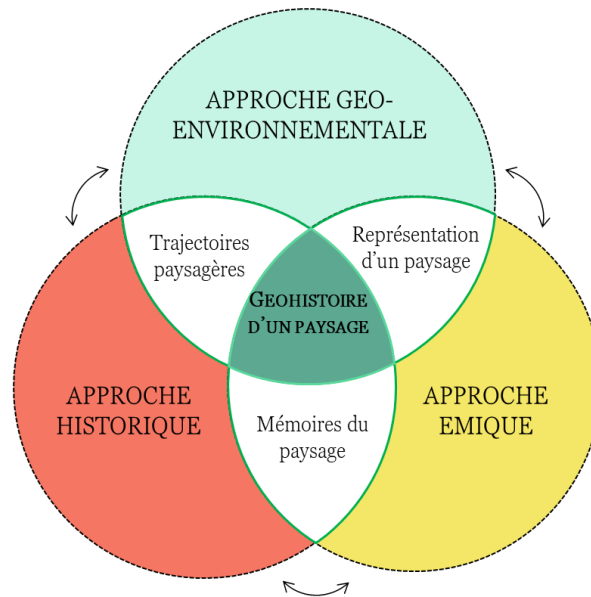 APPROCHE GEO-
ENVIRONNEMENTALE
Trajectoires
paysagères
Représentation
d’un paysage
GEOHISTOIRE
D’UN PAYSAGE
APPROCHE
HISTORIQUE
APPROCHE
EMIQUE
Mémoires du
paysage